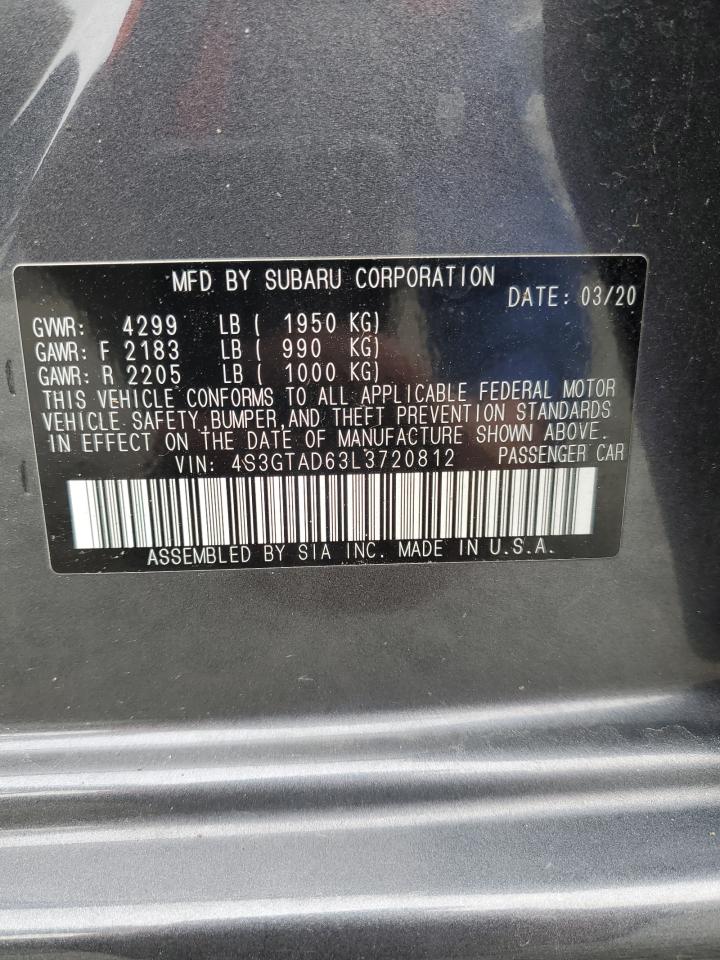 MFD BY SUBARU CORPORATION
DATE: 03/20
GVWR: 4299 LB ( 1950 KG)
GAWR: F 2183 LB ( 990 KG)
GAWR: R 2205 LB ( 1000 KG)
THIS VEHICLE CONFORMS TO ALL APPLICABLE FEDERAL MOTOR
VEHICLE SAFETY,BUMPER,AND THEFT PREVENTION STANDARDS
IN EFFECT ON THE DATE OF MANUFACTURE SHOWN ABOVE.
VIN: 4S3GTAD63L3720812 PASSENGER CAR
ASSEMBLED BY SIA INC. MADE IN U.S.A.